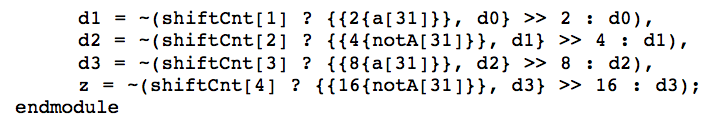 d1 = ~(shiftCnt[1] ? {{2{a[31]}}, d0} >> 2 : d0),
d2 = ~(shiftCnt[2] ? {{4{notA[31]}}, d1} >> 4 : d1),
d3 = ~(shiftCnt[3] ? {{8{a[31]}}, d2} >> 8 : d2),
z = ~(shiftCnt[4] ? {{16{notA[31]}}, d3} >> 16 : d3);
endmodule